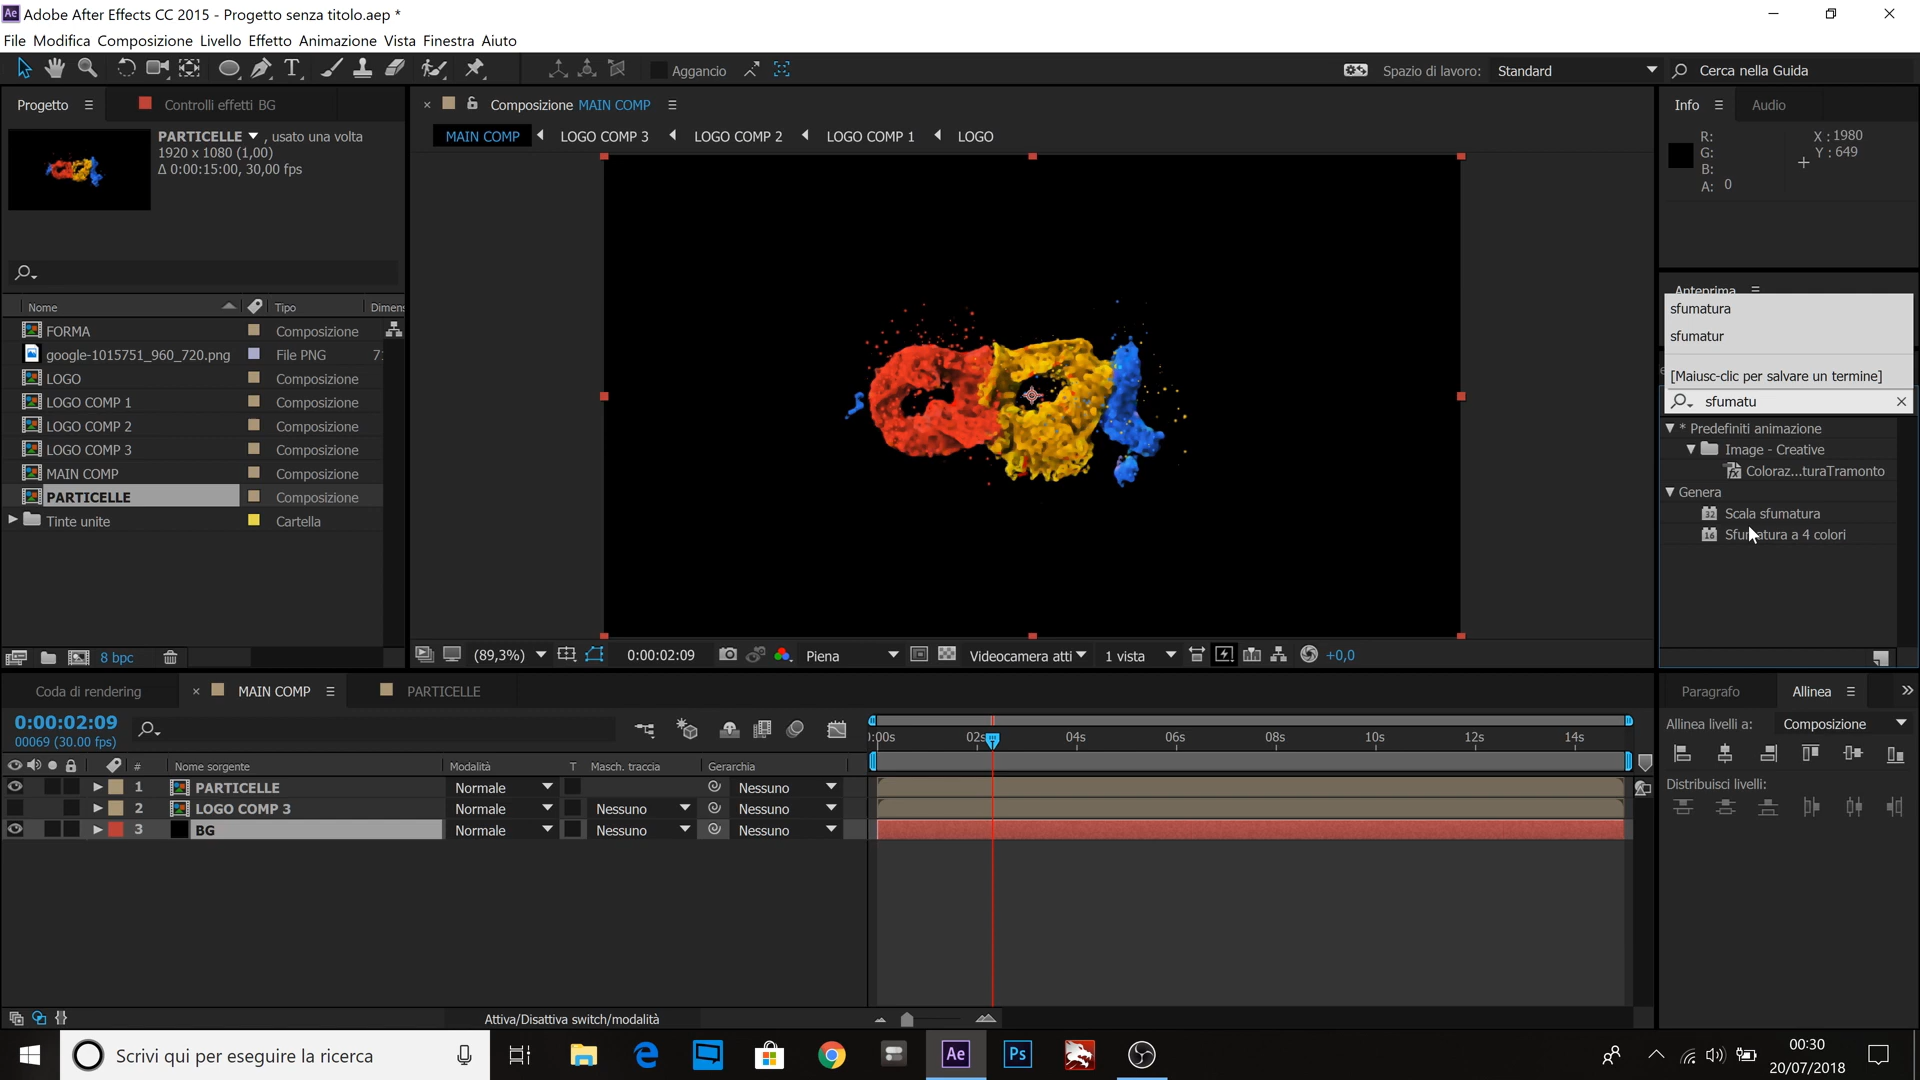 Adobe After Effects CC 2015 - Progetto senza titolo.aep *
File Modifica Composizione Livello Effetto Animazione Vista Finestra Aiuto
Aggancio
Spazio di lavoro: Standard
Cerca nella Guida
Progetto
Controlli effetti BG
Composizione MAIN COMP
Info
Audio
PARTICELLE , usato una volta
1920 x 1080 (1,00)
Δ 0:00:15:00, 30,00 fps
MAIN COMP LOGO COMP 3 LOGO COMP 2 LOGO COMP 1 LOGO
R:
G:
B:
A: 0
X : 1980
Y : 649
Anteprima
sfumatura
sfumatur
[Maiusc-clic per salvare un termine]
sfumatu
* Predefiniti animazione
Image - Creative
Coloraz...turaTramonto
Genera
32 Scala sfumatura
16 Sfumatura a 4 colori
Nome Tipo Dimens
FORMA Composizione
google-1015751_960_720.png File PNG 7
LOGO Composizione
LOGO COMP 1 Composizione
LOGO COMP 2 Composizione
LOGO COMP 3 Composizione
MAIN COMP Composizione
PARTICELLE Composizione
Tinte unite Cartella
8 bpc
(89,3%) 0:00:02:09 Piena Videocamera atti 1 vista +0,0
Coda di rendering
MAIN COMP
PARTICELLE
Paragrafo
Allinea
0:00:02:09
00069 (30.00 fps)
):00s 02s 04s 06s 08s 10s 12s 14s
Allinea livelli a: Composizione
Distribuisci livelli:
# Nome sorgente Modalità T Masch. traccia Gerarchia
1 PARTICELLE Normale Nessuno
2 LOGO COMP 3 Normale Nessuno Nessuno
3 BG Normale Nessuno Nessuno
Attiva/Disattiva switch/modalità
Scrivi qui per eseguire la ricerca
Ae
Ps
00:30
20/07/2018